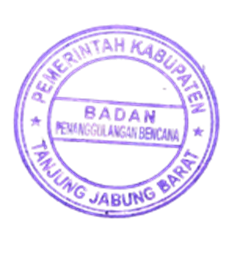 PEMERINTAH KABUPATEN
BADAN
PENANGGULANGAN BENCANA
★ TANJUNG JABUNG BARAT ★